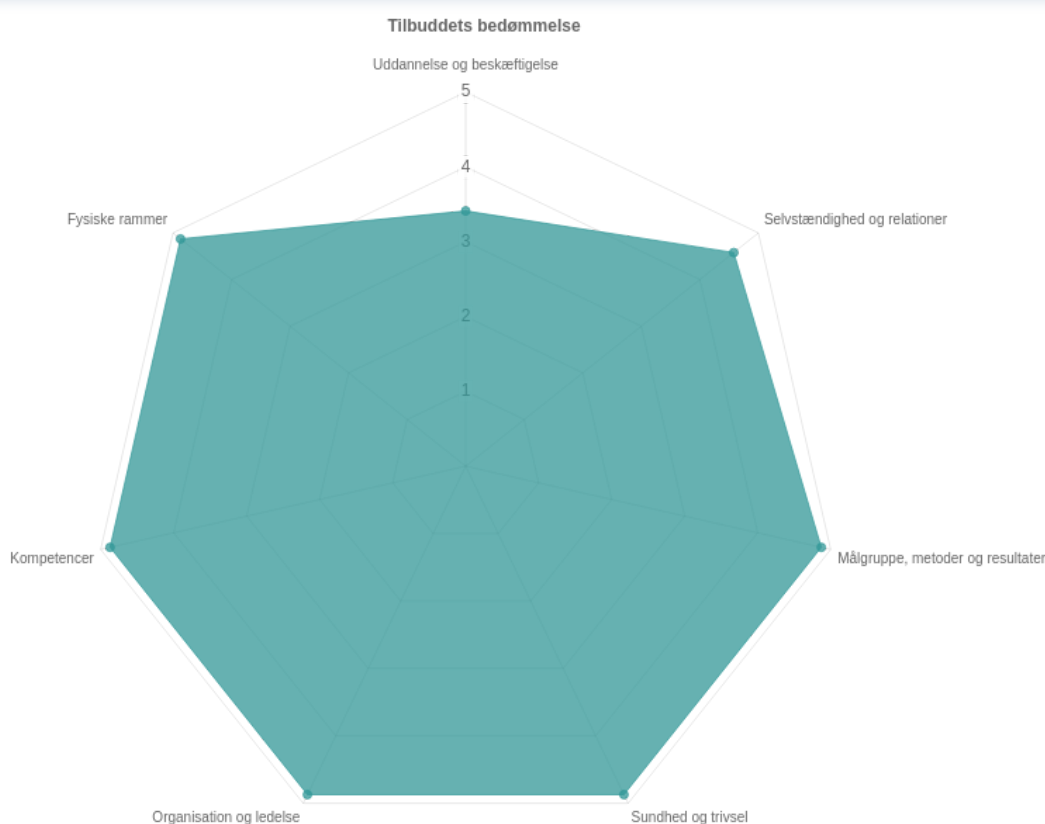 Tilbuddets bedømmelse
Uddannelse og beskæftigelse
5
4
Fysiske rammer
Selvstændighed og relationer
3
2
1
Kompetencer
Målgruppe, metoder og resultater
Organisation og ledelse
Sundhed og trivsel